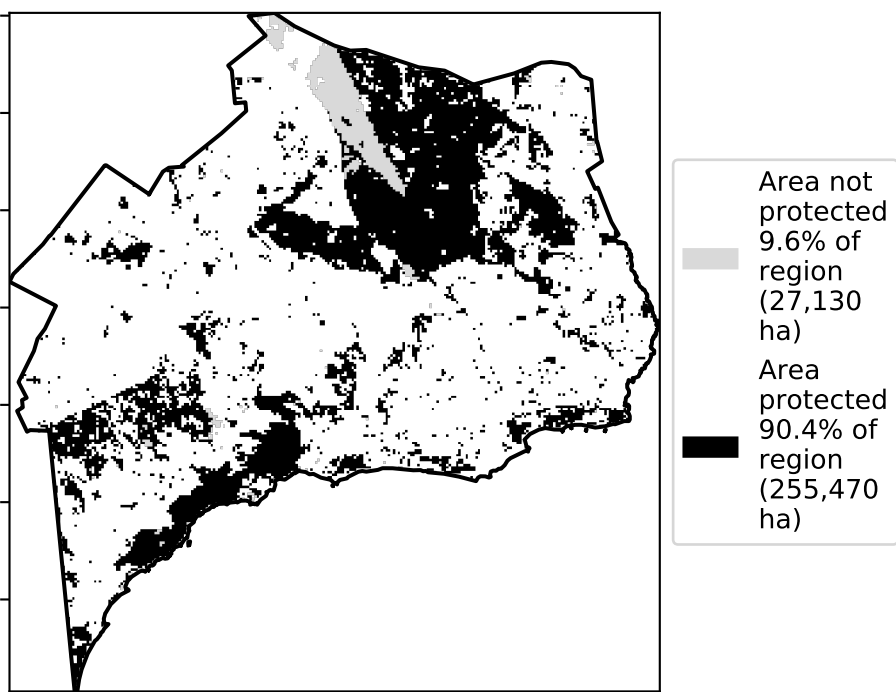 Area not
protected
9.6% of
region
(27,130
ha)
Area
protected
90.4% of
region
(255,470
ha)